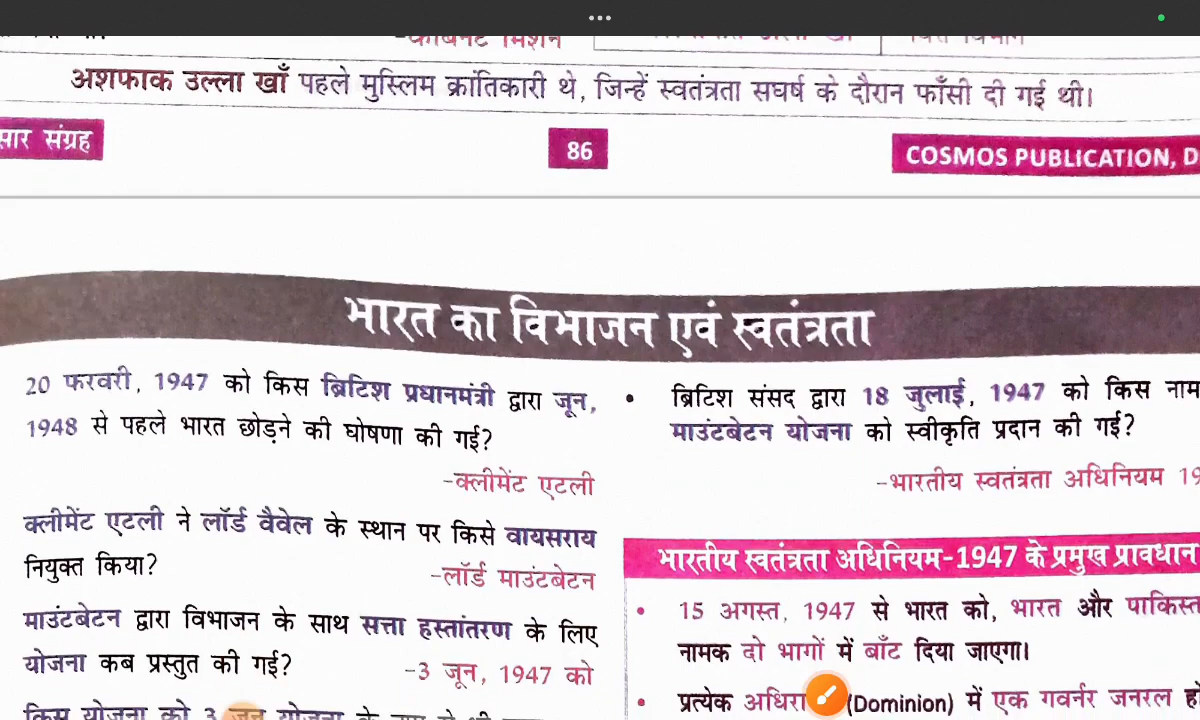 अशफाक उल्ला खाँ पहले मुस्लिम क्रांतिकारी थे, जिन्हें स्वतंत्रता सघर्ष के दौरान फाँसी दी गई थी।
सार संग्रह
86
COSMOS PUBLICATION, D
भारत का विभाजन एवं स्वतंत्रता
20 फरवरी, 1947 को किस ब्रिटिश प्रधानमंत्री द्वारा जून,
1948 से पहले भारत छोड़ने की घोषणा की गई?
-क्लीमेंट एटली
क्लीमेंट एटली ने लॉर्ड वैवेल के स्थान पर किसे वायसराय
नियुक्त किया?
-लॉर्ड माउंटबेटन
माउंटबेटन द्वारा विभाजन के साथ सत्ता हस्तांतरण के लिए
योजना कब प्रस्तुत की गई?
-3 जून, 1947 को
किस योजना को 3 जून योजना के
• ब्रिटिश संसद द्वारा 18 जुलाई, 1947 को किस नाम
माउंटबेटन योजना को स्वीकृति प्रदान की गई?
-भारतीय स्वतंत्रता अधिनियम 19
भारतीय स्वतंत्रता अधिनियम-1947 के प्रमुख प्रावधान
• 15 अगस्त, 1947 से भारत को, भारत और पाकिस्त
नामक दो भागों में बाँट दिया जाएगा।
• प्रत्येक अधिरा (Dominion) में एक गवर्नर जनरल हो